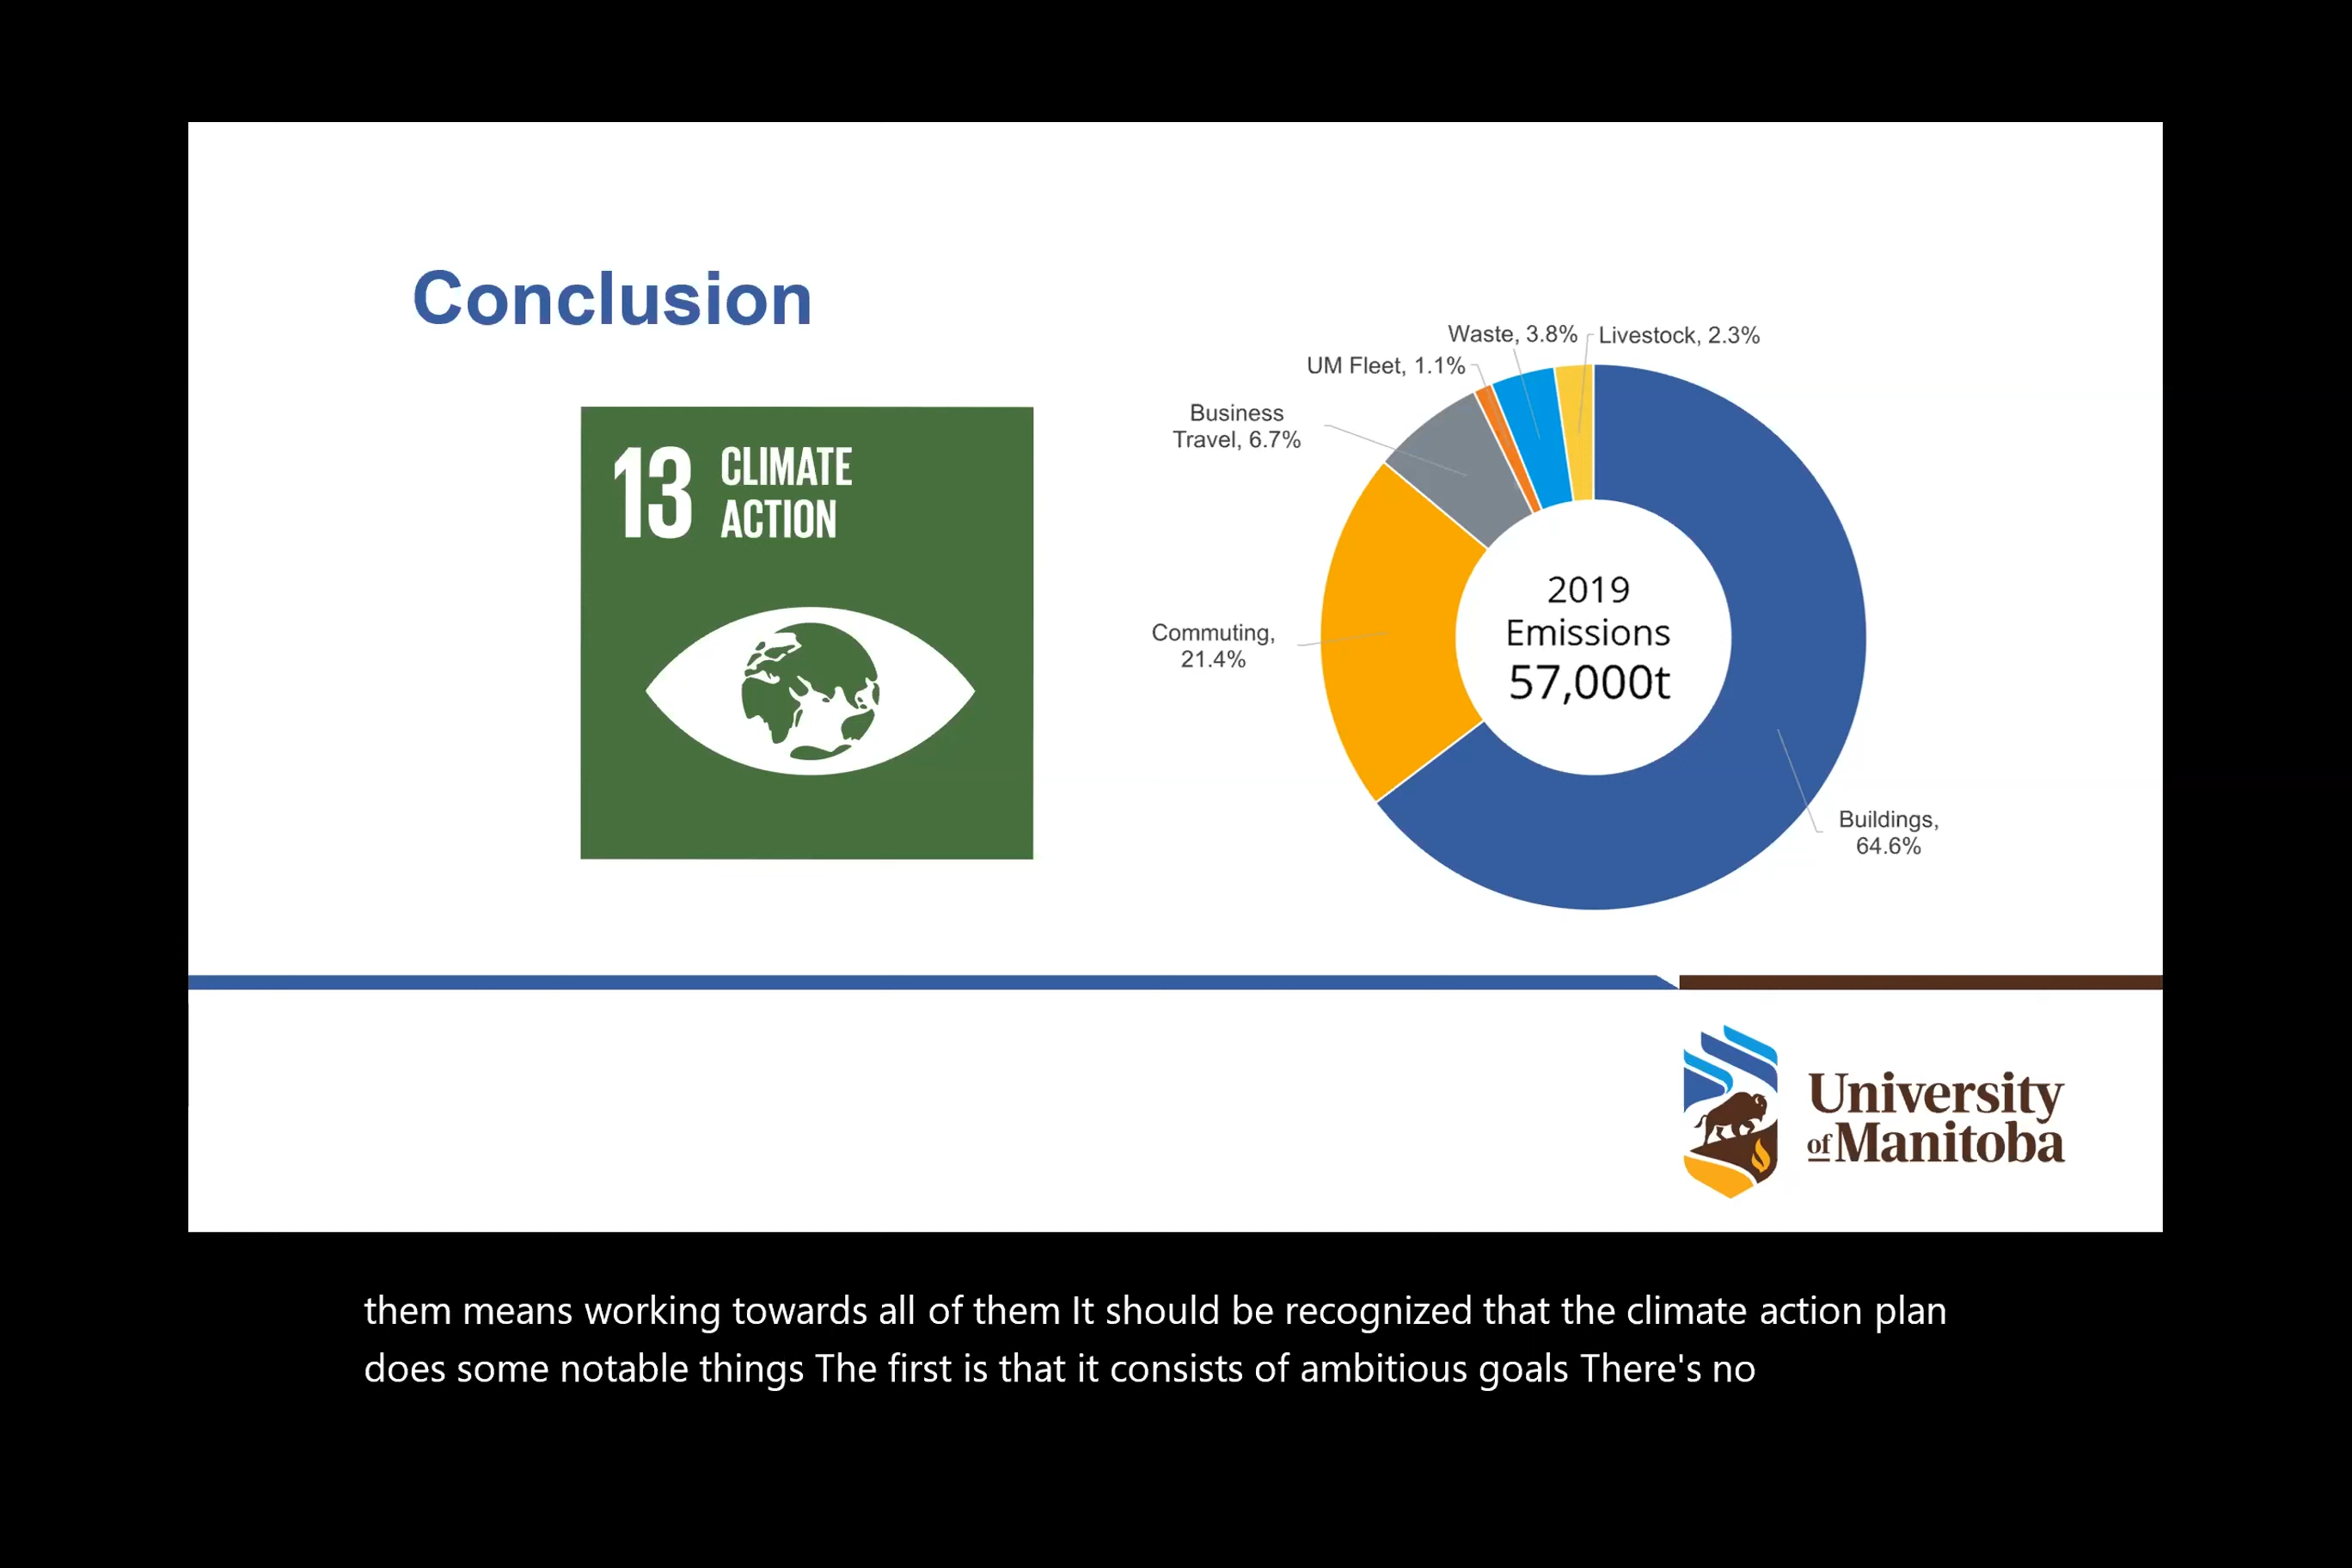 Conclusion
13 CLIMATE
ACTION
Waste, 3.8%
Livestock, 2.3%
UM Fleet, 1.1%
Business
Travel, 6.7%
Commuting,
21.4%
2019
Emissions
57,000t
Buildings,
64.6%
University
of Manitoba
them means working towards all of them It should be recognized that the climate action plan
does some notable things The first is that it consists of ambitious goals There's no